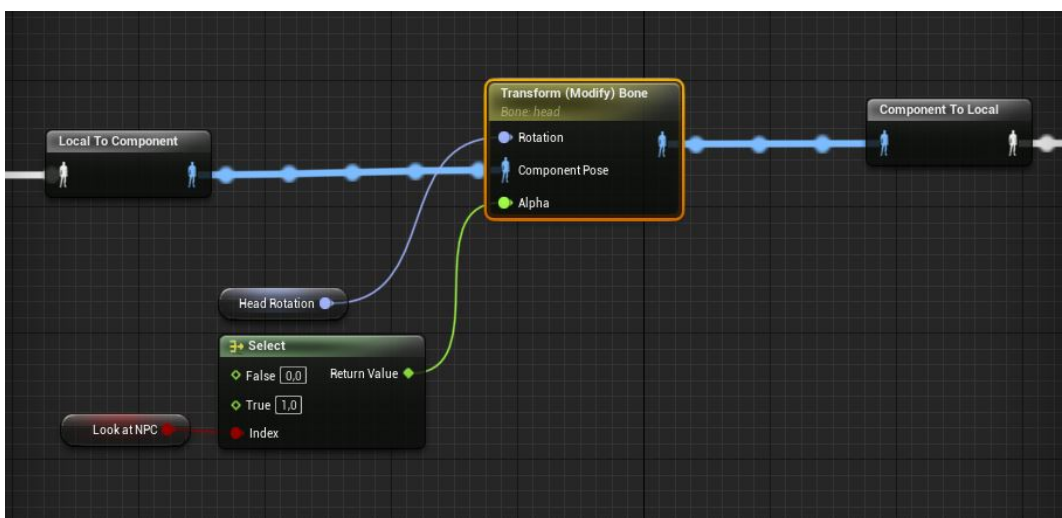 Local To Component
Transform (Modify) Bone
Bone: head
Rotation
Component Pose
Alpha
Component To Local
Head Rotation
Select
False 0,0 Return Value
True 1,0
Index
Look at NPC